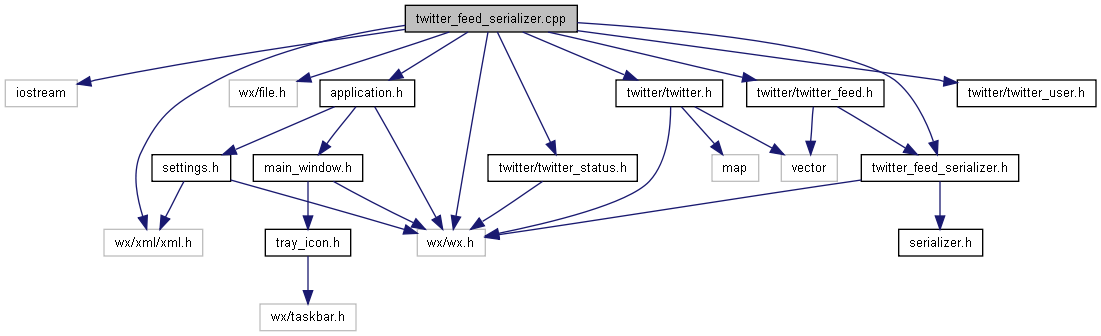 twitter_feed_serializer.cpp
iostream
wx/file.h
application.h
twitter/twitter.h
twitter/twitter_feed.h
twitter/twitter_user.h
settings.h
main_window.h
twitter/twitter_status.h
map
vector
twitter_feed_serializer.h
wx/xml/xml.h
tray_icon.h
wx/wx.h
serializer.h
wx/taskbar.h